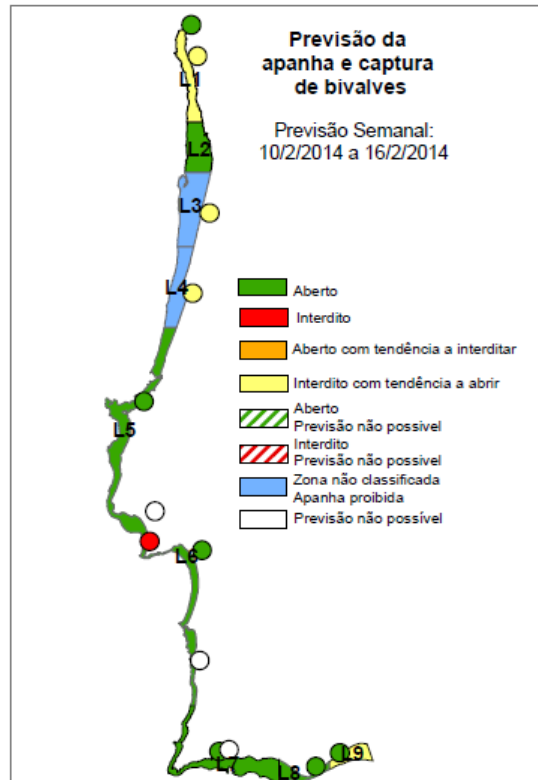 Previsão da
apanha e captura
de bivalves
Previsão Semanal:
10/2/2014 a 16/2/2014
L1
L2
L3
L4
L5
L6
L7
L8
L9
Aberto
Interdito
Aberto com tendência a interditar
Interdito com tendência a abrir
Aberto
Previsão não possivel
Interdito
Previsão não possivel
Zona não classificada
Apanha proibida
Previsão não possível